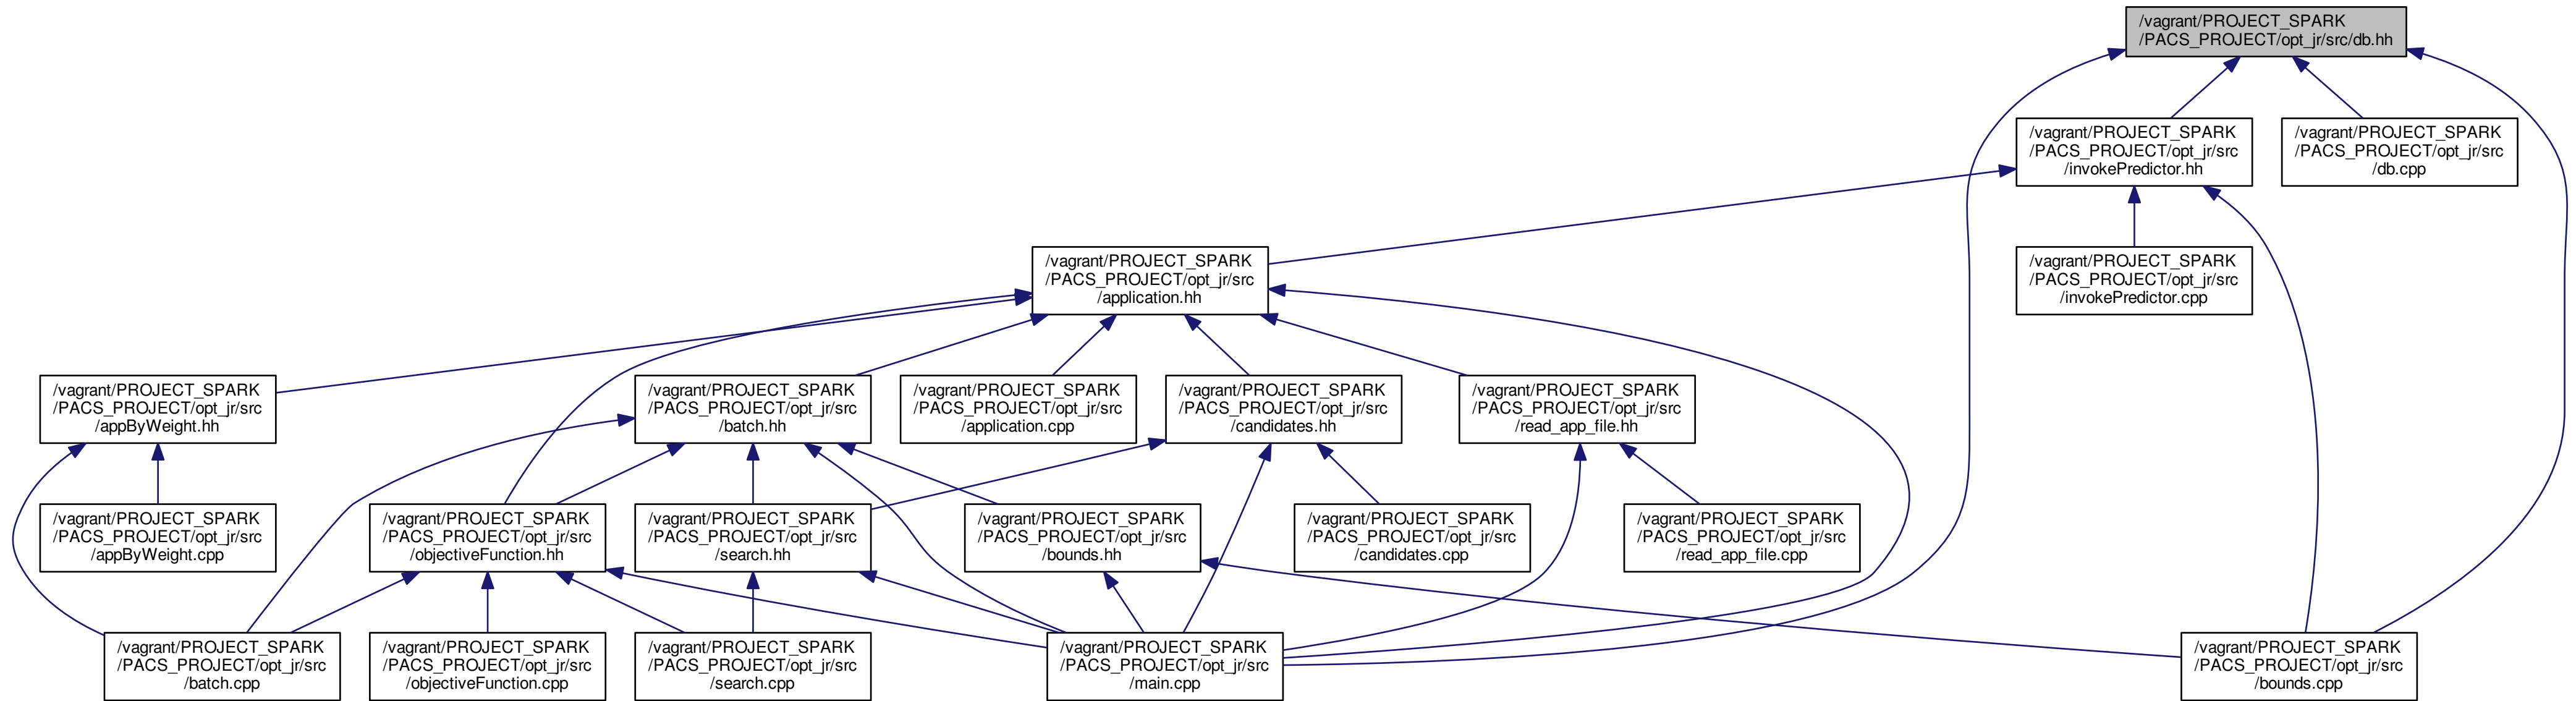 /vagrant/PROJECT_SPARK
/PACS_PROJECT/opt_jr/src/db.hh
/vagrant/PROJECT_SPARK
/PACS_PROJECT/opt_jr/src
/invokePredictor.hh
/vagrant/PROJECT_SPARK
/PACS_PROJECT/opt_jr/src
/db.cpp
/vagrant/PROJECT_SPARK
/PACS_PROJECT/opt_jr/src
/application.hh
/vagrant/PROJECT_SPARK
/PACS_PROJECT/opt_jr/src
/invokePredictor.cpp
/vagrant/PROJECT_SPARK
/PACS_PROJECT/opt_jr/src
/appByWeight.hh
/vagrant/PROJECT_SPARK
/PACS_PROJECT/opt_jr/src
/batch.hh
/vagrant/PROJECT_SPARK
/PACS_PROJECT/opt_jr/src
/application.cpp
/vagrant/PROJECT_SPARK
/PACS_PROJECT/opt_jr/src
/candidates.hh
/vagrant/PROJECT_SPARK
/PACS_PROJECT/opt_jr/src
/read_app_file.hh
/vagrant/PROJECT_SPARK
/PACS_PROJECT/opt_jr/src
/appByWeight.cpp
/vagrant/PROJECT_SPARK
/PACS_PROJECT/opt_jr/src
/objectiveFunction.hh
/vagrant/PROJECT_SPARK
/PACS_PROJECT/opt_jr/src
/search.hh
/vagrant/PROJECT_SPARK
/PACS_PROJECT/opt_jr/src
/bounds.hh
/vagrant/PROJECT_SPARK
/PACS_PROJECT/opt_jr/src
/candidates.cpp
/vagrant/PROJECT_SPARK
/PACS_PROJECT/opt_jr/src
/read_app_file.cpp
/vagrant/PROJECT_SPARK
/PACS_PROJECT/opt_jr/src
/batch.cpp
/vagrant/PROJECT_SPARK
/PACS_PROJECT/opt_jr/src
/objectiveFunction.cpp
/vagrant/PROJECT_SPARK
/PACS_PROJECT/opt_jr/src
/search.cpp
/vagrant/PROJECT_SPARK
/PACS_PROJECT/opt_jr/src
/main.cpp
/vagrant/PROJECT_SPARK
/PACS_PROJECT/opt_jr/src
/bounds.cpp